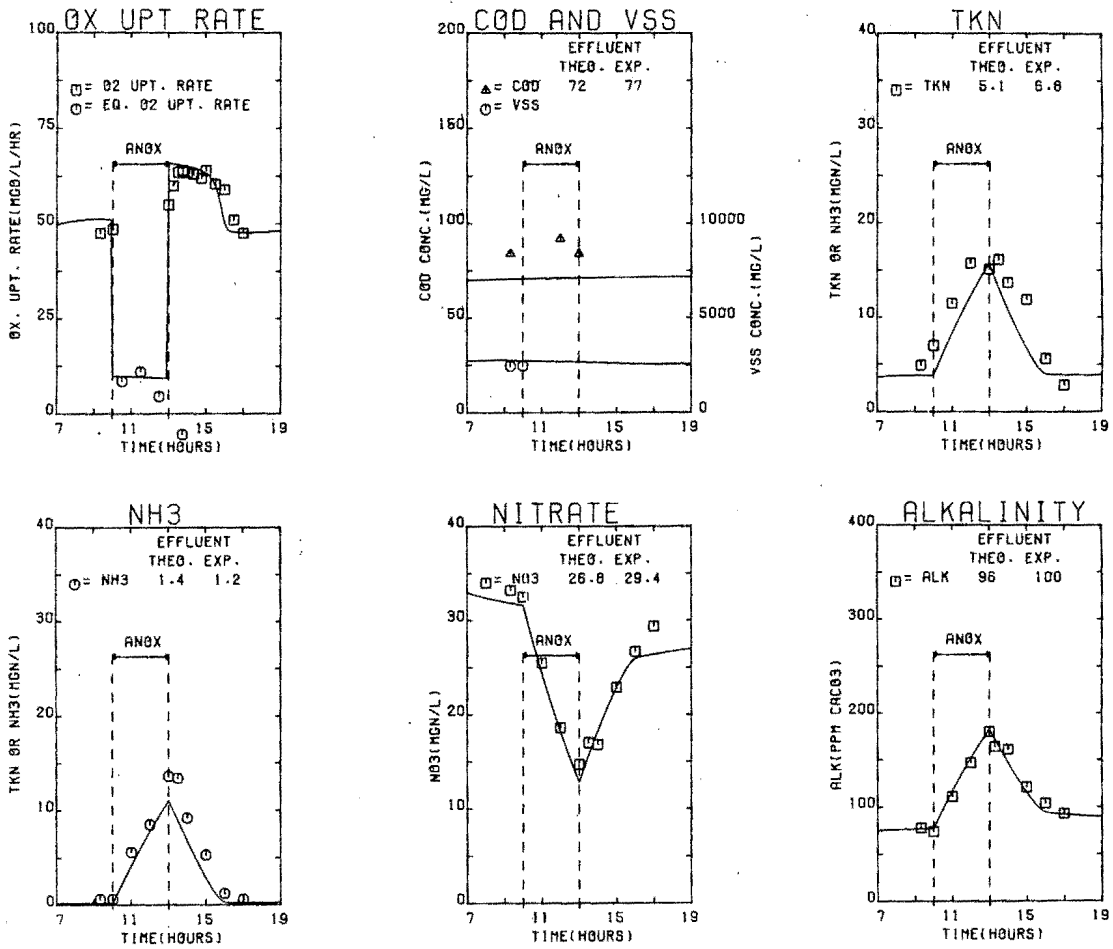 OX UPT RATE
100
75
50
25
0
□= O2 UPT. RATE
○= EQ. O2 UPT. RATE
ANOX
OX. UPT. RATE(MGO/L/HR)
7 11 13 15 19
TIME(HOURS)
COD AND VSS
EFFLUENT
THEO. EXP.
△= COD 72 77
○= VSS
ANOX
200
150
100
50
0
COD CONC.(MG/L)
10000
5000
0
VSS CONC.(MG/L)
7 11 13 15 19
TIME(HOURS)
TKN
EFFLUENT
THEO. EXP.
□= TKN 5.1 6.8
ANOX
40
30
20
10
0
TKN OR NH3(MGN/L)
7 11 13 15 19
TIME(HOURS)
NH3
EFFLUENT
THEO. EXP.
○= NH3 1.4 1.2
ANOX
40
30
20
10
0
TKN OR NH3(MGN/L)
7 11 13 15 19
TIME(HOURS)
NITRATE
EFFLUENT
THEO. EXP.
□= NO3 26.8 29.4
ANOX
40
30
20
10
0
NO3(MGN/L)
7 11 13 15 19
TIME(HOURS)
ALKALINITY
EFFLUENT
THEO. EXP.
□= ALK 96 100
ANOX
400
300
200
100
0
ALK(PPM CACO3)
7 11 13 15 19
TIME(HOURS)